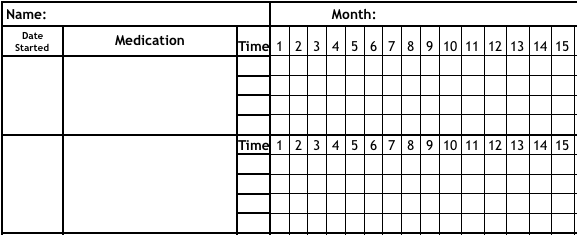 Name: Month:
Date Started Medication Time 1 2 3 4 5 6 7 8 9 10 11 12 13 14 15
Time 1 2 3 4 5 6 7 8 9 10 11 12 13 14 15